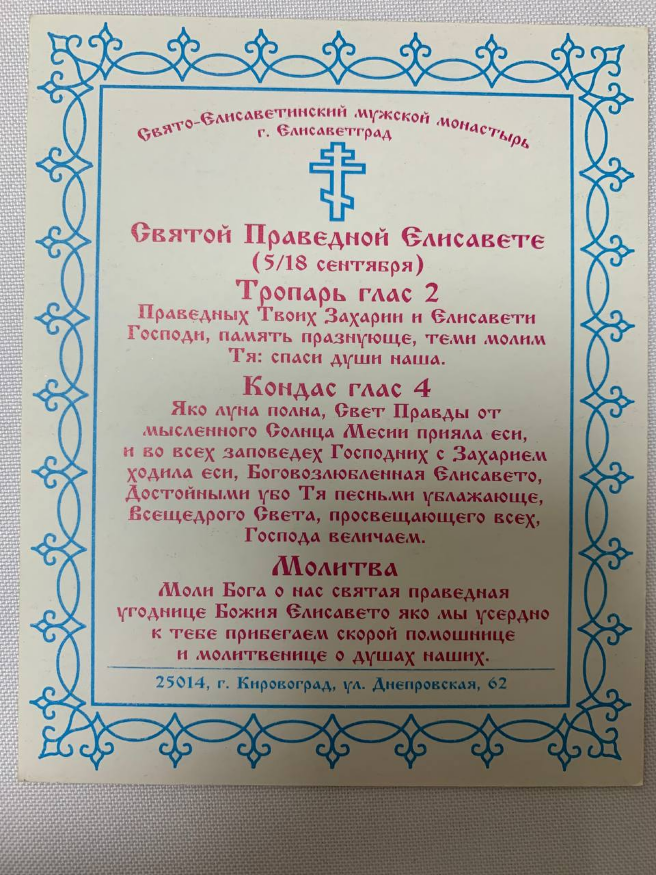 Свято-Елисаветинский мужской монастырь
г. Елисаветград
Святой Праведной Елисавете
(5/18 сентября)
Тропарь глас 2
Праведных Твоих Захарии и Елисавети
Господи, память празнующе, теми молим
Тя: спаси души наша.
Кондас глас 4
Яко луна полна, Свет Правды от
мысленного Солнца Месии прияла еси,
и во всех заповедех Господних с Захарием
ходила еси, Боговозлюбленная Елисавето,
Достойными убо Тя песньми ублажающе,
Всещедрого Света, просвещающего всех,
Господа величаем.
Молитва
Моли Бога о нас святая праведная
угоднице Божия Елисавето яко мы усердно
к тебе прибегаем скорой помошнице
и молитвенице о душах наших.
25014, г. Кировоград, ул. Днепровская, 62